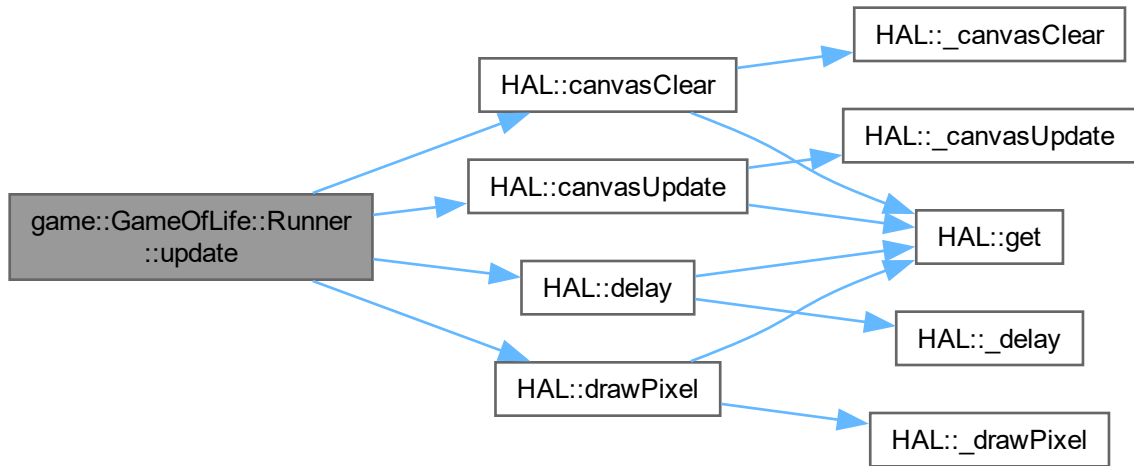 HAL::_canvasClear
HAL::canvasClear
HAL::_canvasUpdate
HAL::canvasUpdate
game::GameOfLife::Runner
::update
HAL::get
HAL::delay
HAL::_delay
HAL::drawPixel
HAL::_drawPixel